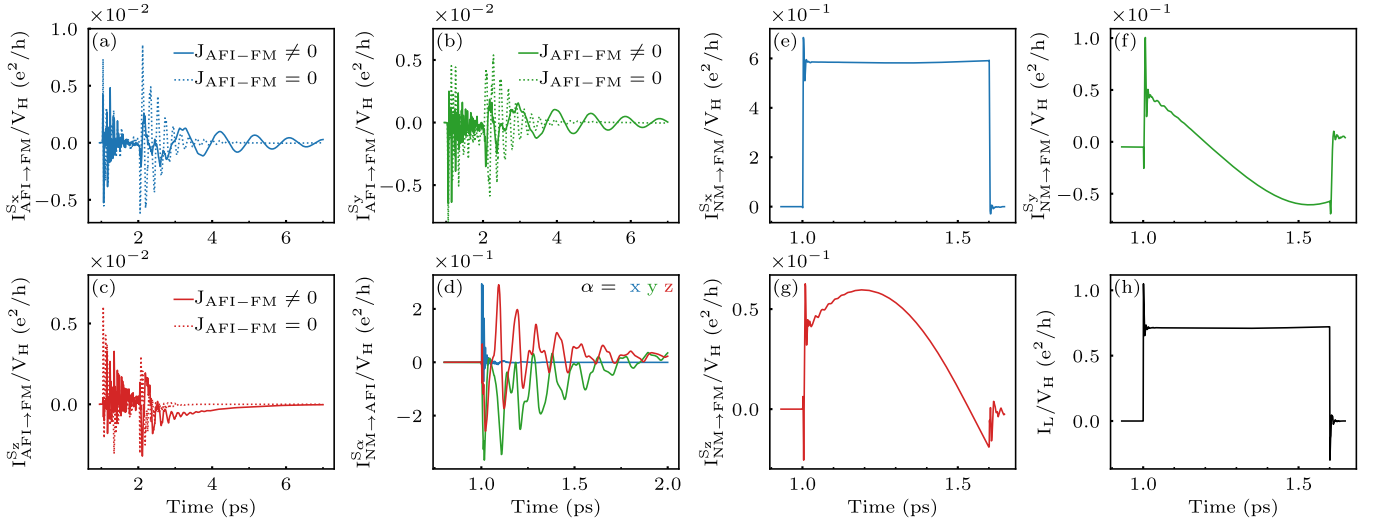 ×10⁻²
(a)
J_AFI−FM ≠ 0
J_AFI−FM = 0
I^Sx_AFI→FM/V_H (e²/h)
1.0
0.5
0.0
−0.5
2
4
6
×10⁻²
(b)
J_AFI−FM ≠ 0
J_AFI−FM = 0
I^Sy_AFI→FM/V_H (e²/h)
0.5
0.0
−0.5
2
4
6
×10⁻¹
(e)
I^Sx_NM→FM/V_H (e²/h)
6
4
2
0
1.0
1.5
×10⁻¹
(f)
I^Sy_NM→FM/V_H (e²/h)
1.0
0.5
0.0
−0.5
1.0
1.5
×10⁻²
(c)
J_AFI−FM ≠ 0
J_AFI−FM = 0
I^Sz_AFI→FM/V_H (e²/h)
0.5
0.0
2
4
6
Time (ps)
×10⁻¹
(d)
α = x y z
I^Sα_NM→AFI/V_H (e²/h)
2
0
−2
1.0
1.5
2.0
Time (ps)
×10⁻¹
(g)
I^Sz_NM→FM/V_H (e²/h)
0.5
0.0
1.0
1.5
Time (ps)
(h)
I_L/V_H (e²/h)
1.0
0.5
0.0
1.0
1.5
Time (ps)